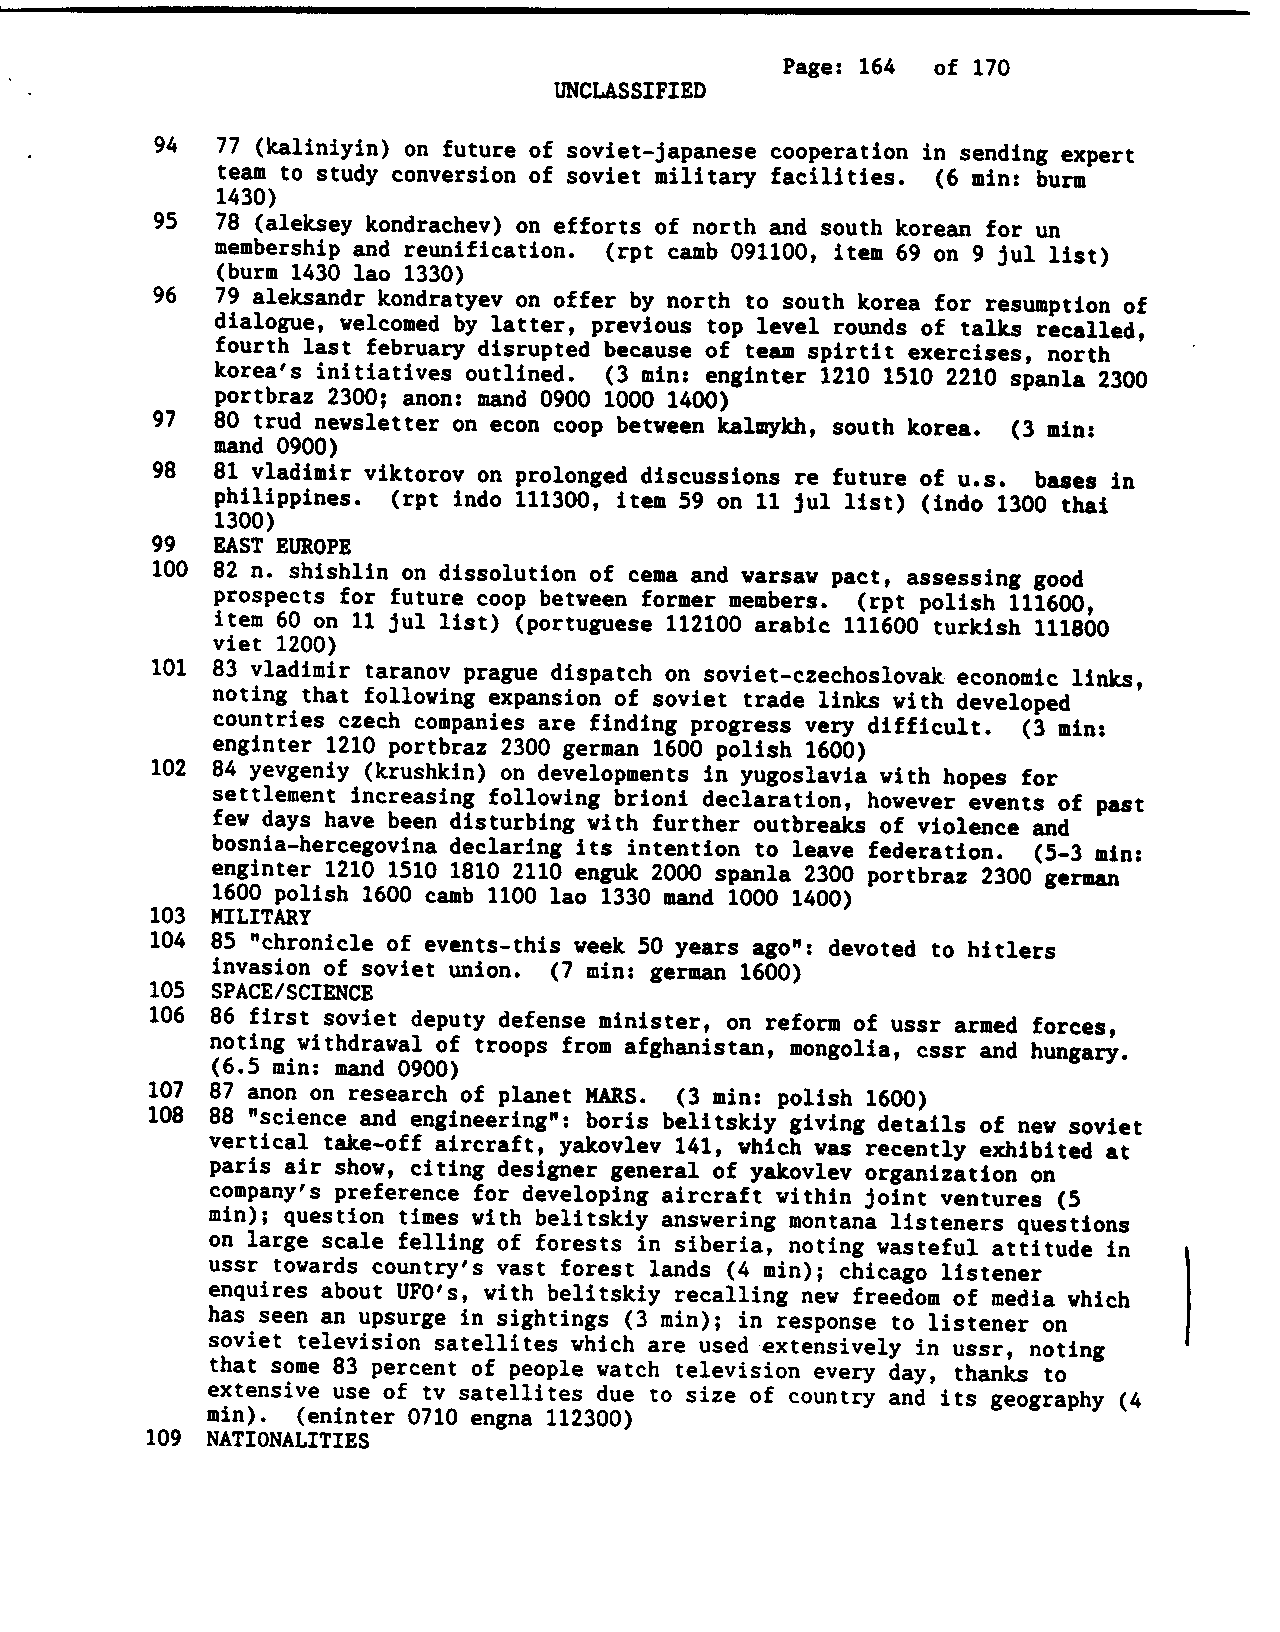 Page: 164 of 170
UNCLASSIFIED
94 77 (kaliniyin) on future of soviet-japanese cooperation in sending expert
team to study conversion of soviet military facilities. (6 min: burm
1430)
95 78 (aleksey kondrachev) on efforts of north and south korean for un
membership and reunification. (rpt camb 091100, item 69 on 9 jul list)
(burm 1430 lao 1330)
96 79 aleksandr kondratyev on offer by north to south korea for resumption of
dialogue, welcomed by latter, previous top level rounds of talks recalled,
fourth last february disrupted because of team spirtit exercises, north
korea's initiatives outlined. (3 min: enginter 1210 1510 2210 spanla 2300
portbraz 2300; anon: mand 0900 1000 1400)
97 80 trud newsletter on econ coop between kalmykh, south korea. (3 min:
mand 0900)
98 81 vladimir viktorov on prolonged discussions re future of u.s. bases in
philippines. (rpt indo 111300, item 59 on 11 jul list) (indo 1300 thai
1300)
99 EAST EUROPE
100 82 n. shishlin on dissolution of cema and warsaw pact, assessing good
prospects for future coop between former members. (rpt polish 111600,
item 60 on 11 jul list) (portuguese 112100 arabic 111600 turkish 111800
viet 1200)
101 83 vladimir taranov prague dispatch on soviet-czechoslovak economic links,
noting that following expansion of soviet trade links with developed
countries czech companies are finding progress very difficult. (3 min:
enginter 1210 portbraz 2300 german 1600 polish 1600)
102 84 yevgeniy (krushkin) on developments in yugoslavia with hopes for
settlement increasing following brioni declaration, however events of past
few days have been disturbing with further outbreaks of violence and
bosnia-hercegovina declaring its intention to leave federation. (5-3 min:
enginter 1210 1510 1810 2110 enguk 2000 spanla 2300 portbraz 2300 german
1600 polish 1600 camb 1100 lao 1330 mand 1000 1400)
103 MILITARY
104 85 "chronicle of events-this week 50 years ago": devoted to hitlers
invasion of soviet union. (7 min: german 1600)
105 SPACE/SCIENCE
106 86 first soviet deputy defense minister, on reform of ussr armed forces,
noting withdrawal of troops from afghanistan, mongolia, cssr and hungary.
(6.5 min: mand 0900)
107 87 anon on research of planet MARS. (3 min: polish 1600)
108 88 "science and engineering": boris belitskiy giving details of new soviet
vertical take-off aircraft, yakovlev 141, which was recently exhibited at
paris air show, citing designer general of yakovlev organization on
company's preference for developing aircraft within joint ventures (5
min); question times with belitskiy answering montana listeners questions
on large scale felling of forests in siberia, noting wasteful attitude in
ussr towards country's vast forest lands (4 min); chicago listener
enquires about UFO's, with belitskiy recalling new freedom of media which
has seen an upsurge in sightings (3 min); in response to listener on
soviet television satellites which are used extensively in ussr, noting
that some 83 percent of people watch television every day, thanks to
extensive use of tv satellites due to size of country and its geography (4
min). (eninter 0710 engna 112300)
109 NATIONALITIES